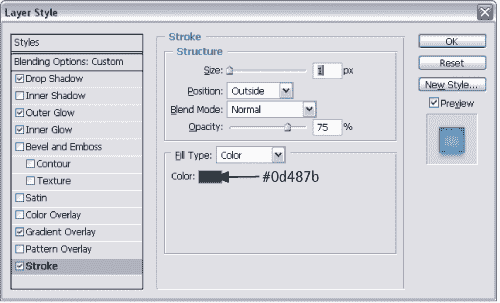 Layer Style
Styles
Blending Options: Custom
Drop Shadow
Inner Shadow
Outer Glow
Inner Glow
Bevel and Emboss
Contour
Texture
Satin
Color Overlay
Gradient Overlay
Pattern Overlay
Stroke
Stroke
Structure
Size: 1 px
Position: Outside
Blend Mode: Normal
Opacity: 75 %
Fill Type: Color
Color: #0d487b
OK
Reset
New Style...
Preview